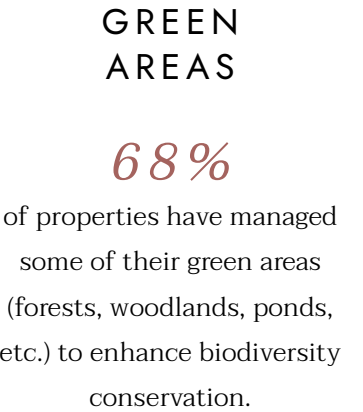 GREEN
AREAS
68%
of properties have managed
some of their green areas
(forests, woodlands, ponds,
etc.) to enhance biodiversity
conservation.